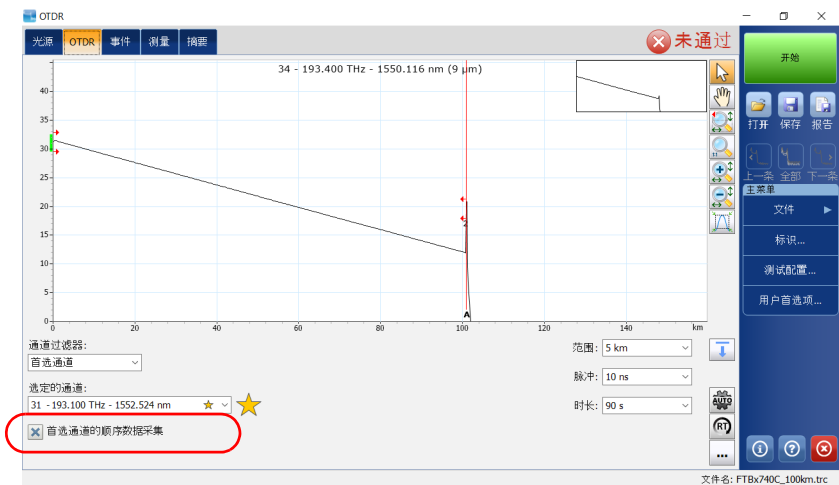 OTDR
光源 OTDR 事件 测量 摘要
未通过
34 - 193.400 THz - 1550.116 nm (9 µm)
40
35
30
25
20
15
10
5
0
2
A
0 20 40 60 80 100 120 140 km
通道过滤器:
首选通道
选定的通道:
31 - 193.100 THz - 1552.524 nm
首选通道的顺序数据采集
范围: 5 km
脉冲: 10 ns
时长: 90 s
AUTO
RT
...
开始
打开 保存 报告
上一条 全部 下一条
主菜单
文件
标识...
测试配置...
用户首选项...
文件名: FTBx740C_100km.trc